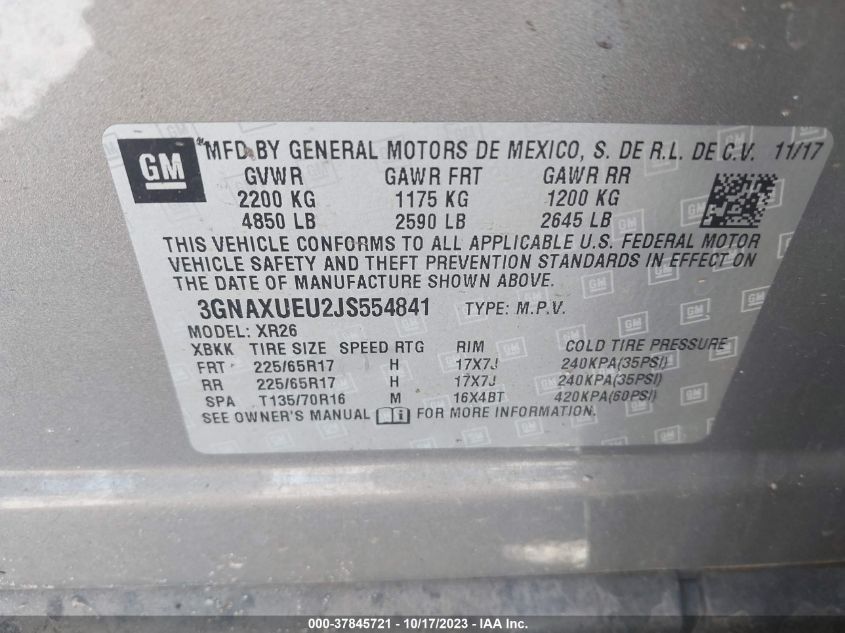 GM
MFD BY GENERAL MOTORS DE MEXICO, S. DE R.L. DE C.V. 11/17
GVWR GAWR FRT GAWR RR
2200 KG 1175 KG 1200 KG
4850 LB 2590 LB 2645 LB
THIS VEHICLE CONFORMS TO ALL APPLICABLE U.S. FEDERAL MOTOR
VEHICLE SAFETY AND THEFT PREVENTION STANDARDS IN EFFECT ON
THE DATE OF MANUFACTURE SHOWN ABOVE.
3GNAXUEU2JS554841 TYPE: M.P.V.
MODEL: XR26
XBKK TIRE SIZE SPEED RTG RIM COLD TIRE PRESSURE
FRT 225/65R17 H 17X7J 240KPA(35PSI)
RR 225/65R17 H 17X7J 240KPA(35PSI)
SPA T135/70R16 M 16X4BT 420KPA(60PSI)
SEE OWNER'S MANUAL FOR MORE INFORMATION.
000-37845721 - 10/17/2023 - IAA Inc.